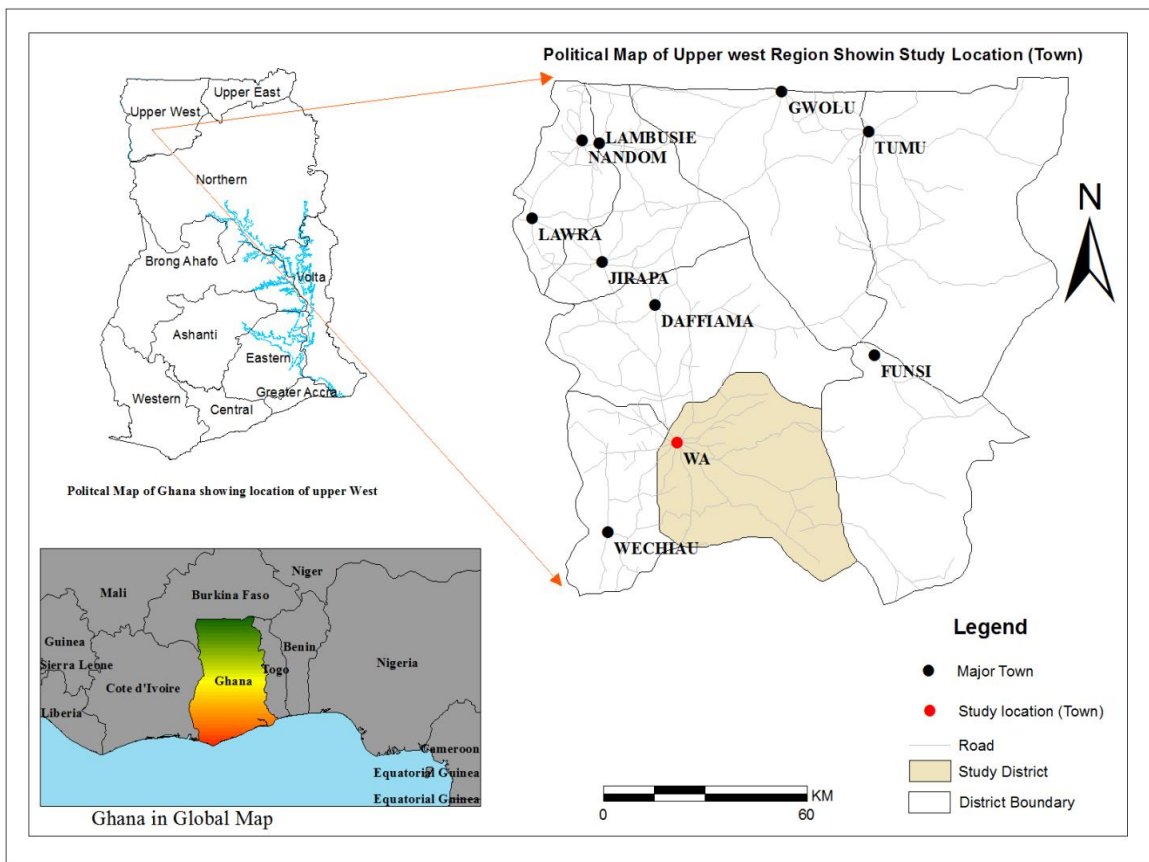 Political Map of Upper west Region Showin Study Location (Town)
Upper East
Upper West
Northern
Brong Ahafo
Volta
Ashanti
Eastern
Greater Accra
Western
Central
Politcal Map of Ghana showing location of upper West
GWOLU
LAMBUSIE
NANDOM
TUMU
N
LAWRA
JIRAPA
DAFFIAMA
FUNSI
WA
WECHIAU
Niger
Mali
Burkina Faso
Guinea
Benin
Sierra Leone
Togo
Nigeria
Ghana
Cote d'Ivoire
Liberia
Cameroon
Equatorial Guinea
Equatorial Guinea
Ghana in Global Map
Legend
Major Town
Study location (Town)
Road
Study District
District Boundary
KM
0
60